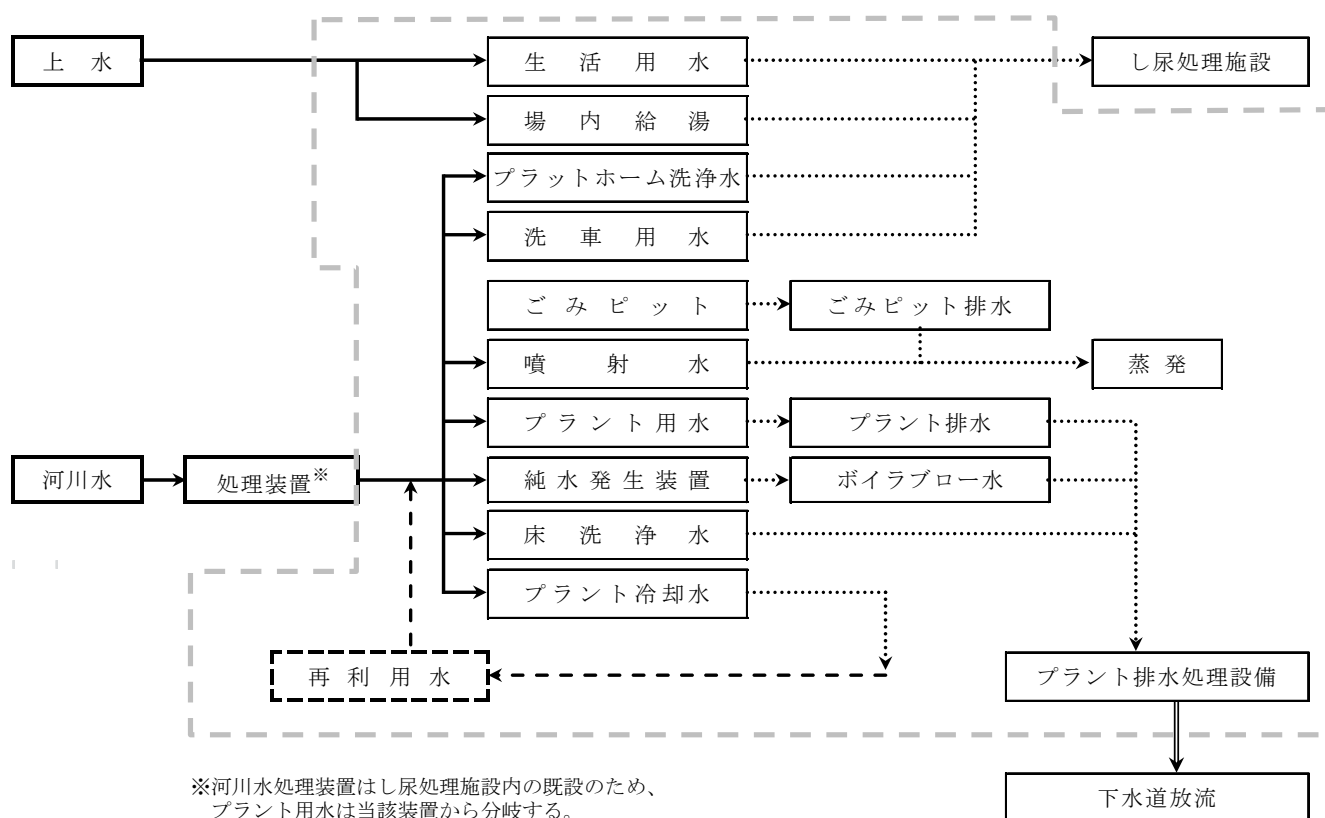 上水
生活用水
し尿処理施設
場内給湯
プラットホーム洗浄水
洗車用水
ごみピット
ごみピット排水
噴射水
蒸発
プラント用水
プラント排水
河川水
処理装置※
純水発生装置
ボイラブロー水
床洗浄水
プラント冷却水
再利用水
プラント排水処理設備
※河川水処理装置はし尿処理施設内の既設のため、
プラント用水は当該装置から分岐する。
下水道放流